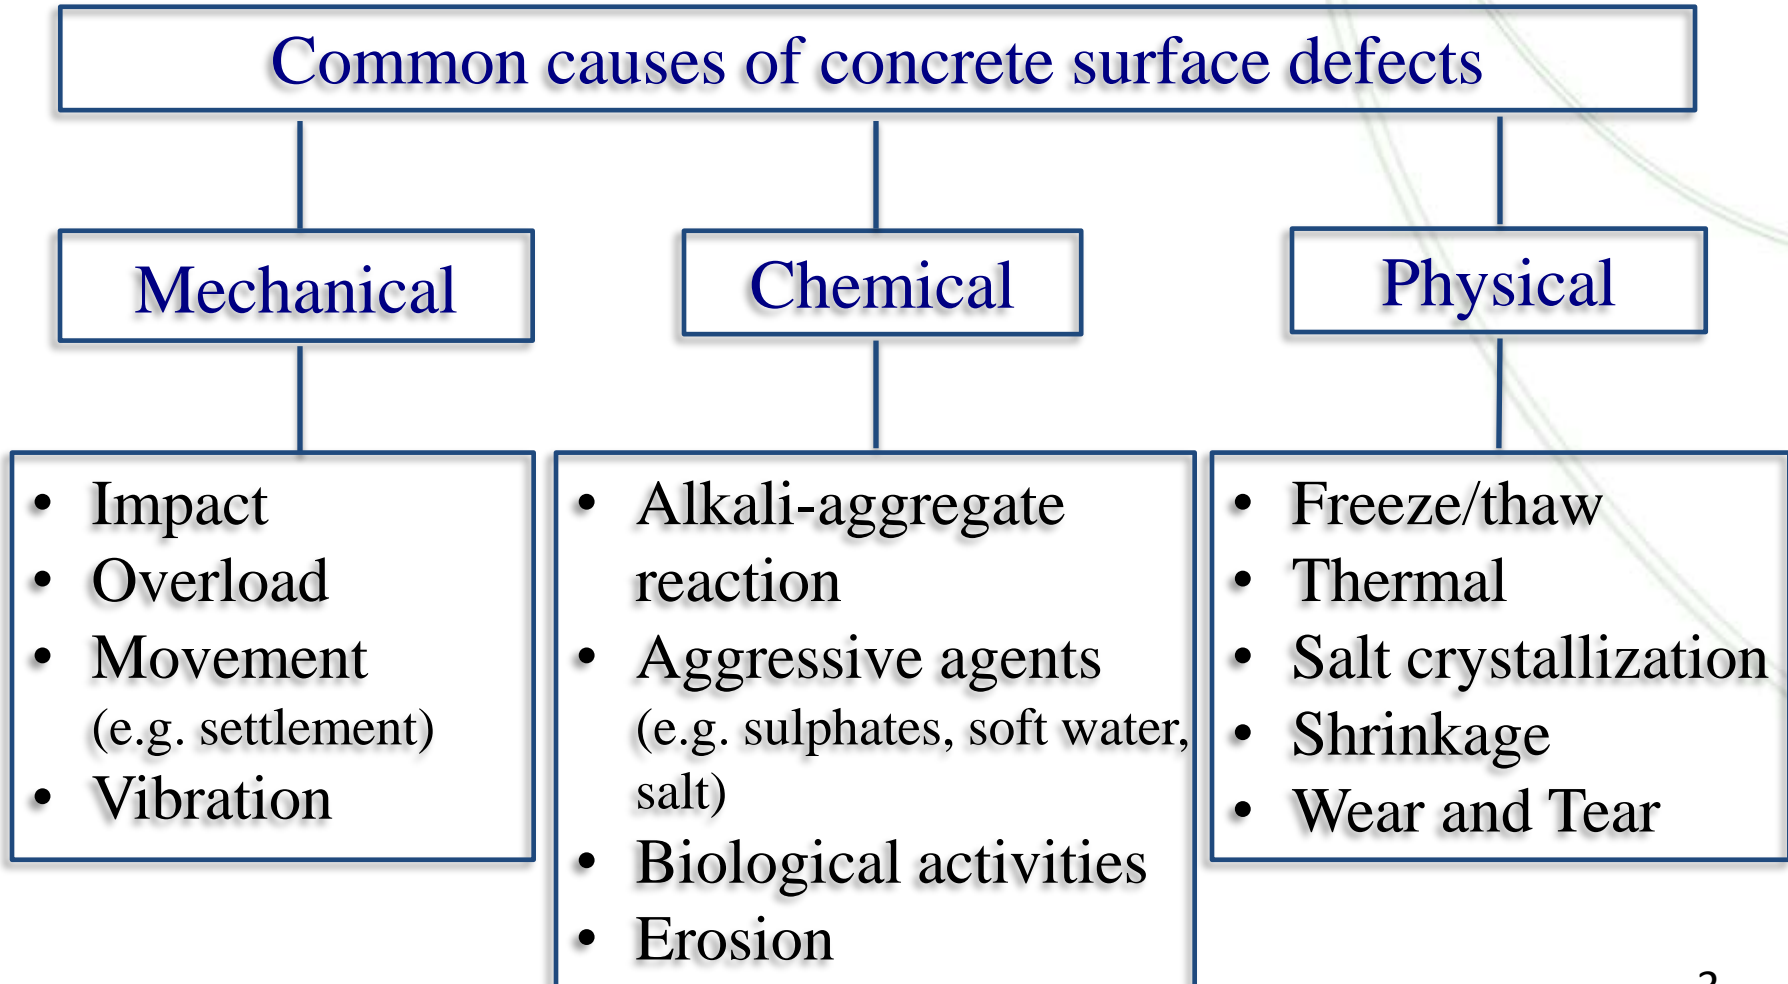 Common causes of concrete surface defects
Mechanical
Chemical
Physical
• Impact
• Overload
• Movement
(e.g. settlement)
• Vibration
• Alkali-aggregate
reaction
• Aggressive agents
(e.g. sulphates, soft water,
salt)
• Biological activities
• Erosion
• Freeze/thaw
• Thermal
• Salt crystallization
• Shrinkage
• Wear and Tear